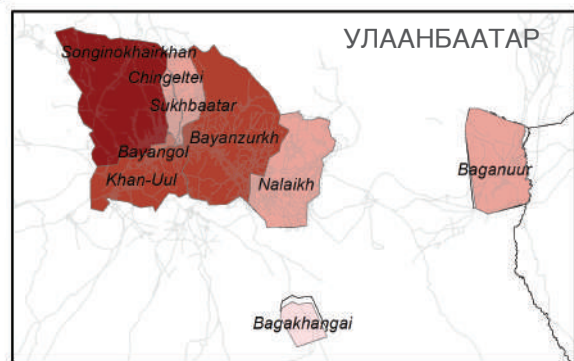 УЛААНБААТАР
Songinokhairkhan
Chingeltei
Sukhbaatar
Bayanzurkh
Bayangol
Khan-Uul
Nalaikh
Baganuur
Bagakhangai